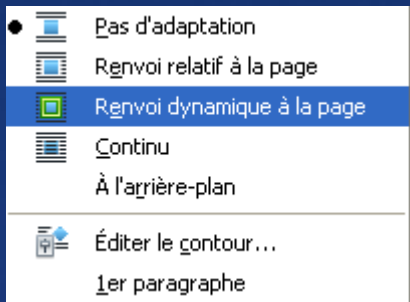 Pas d'adaptation
Renvoi relatif à la page
Renvoi dynamique à la page
Continu
À l'arrière-plan
Éditer le contour...
1er paragraphe